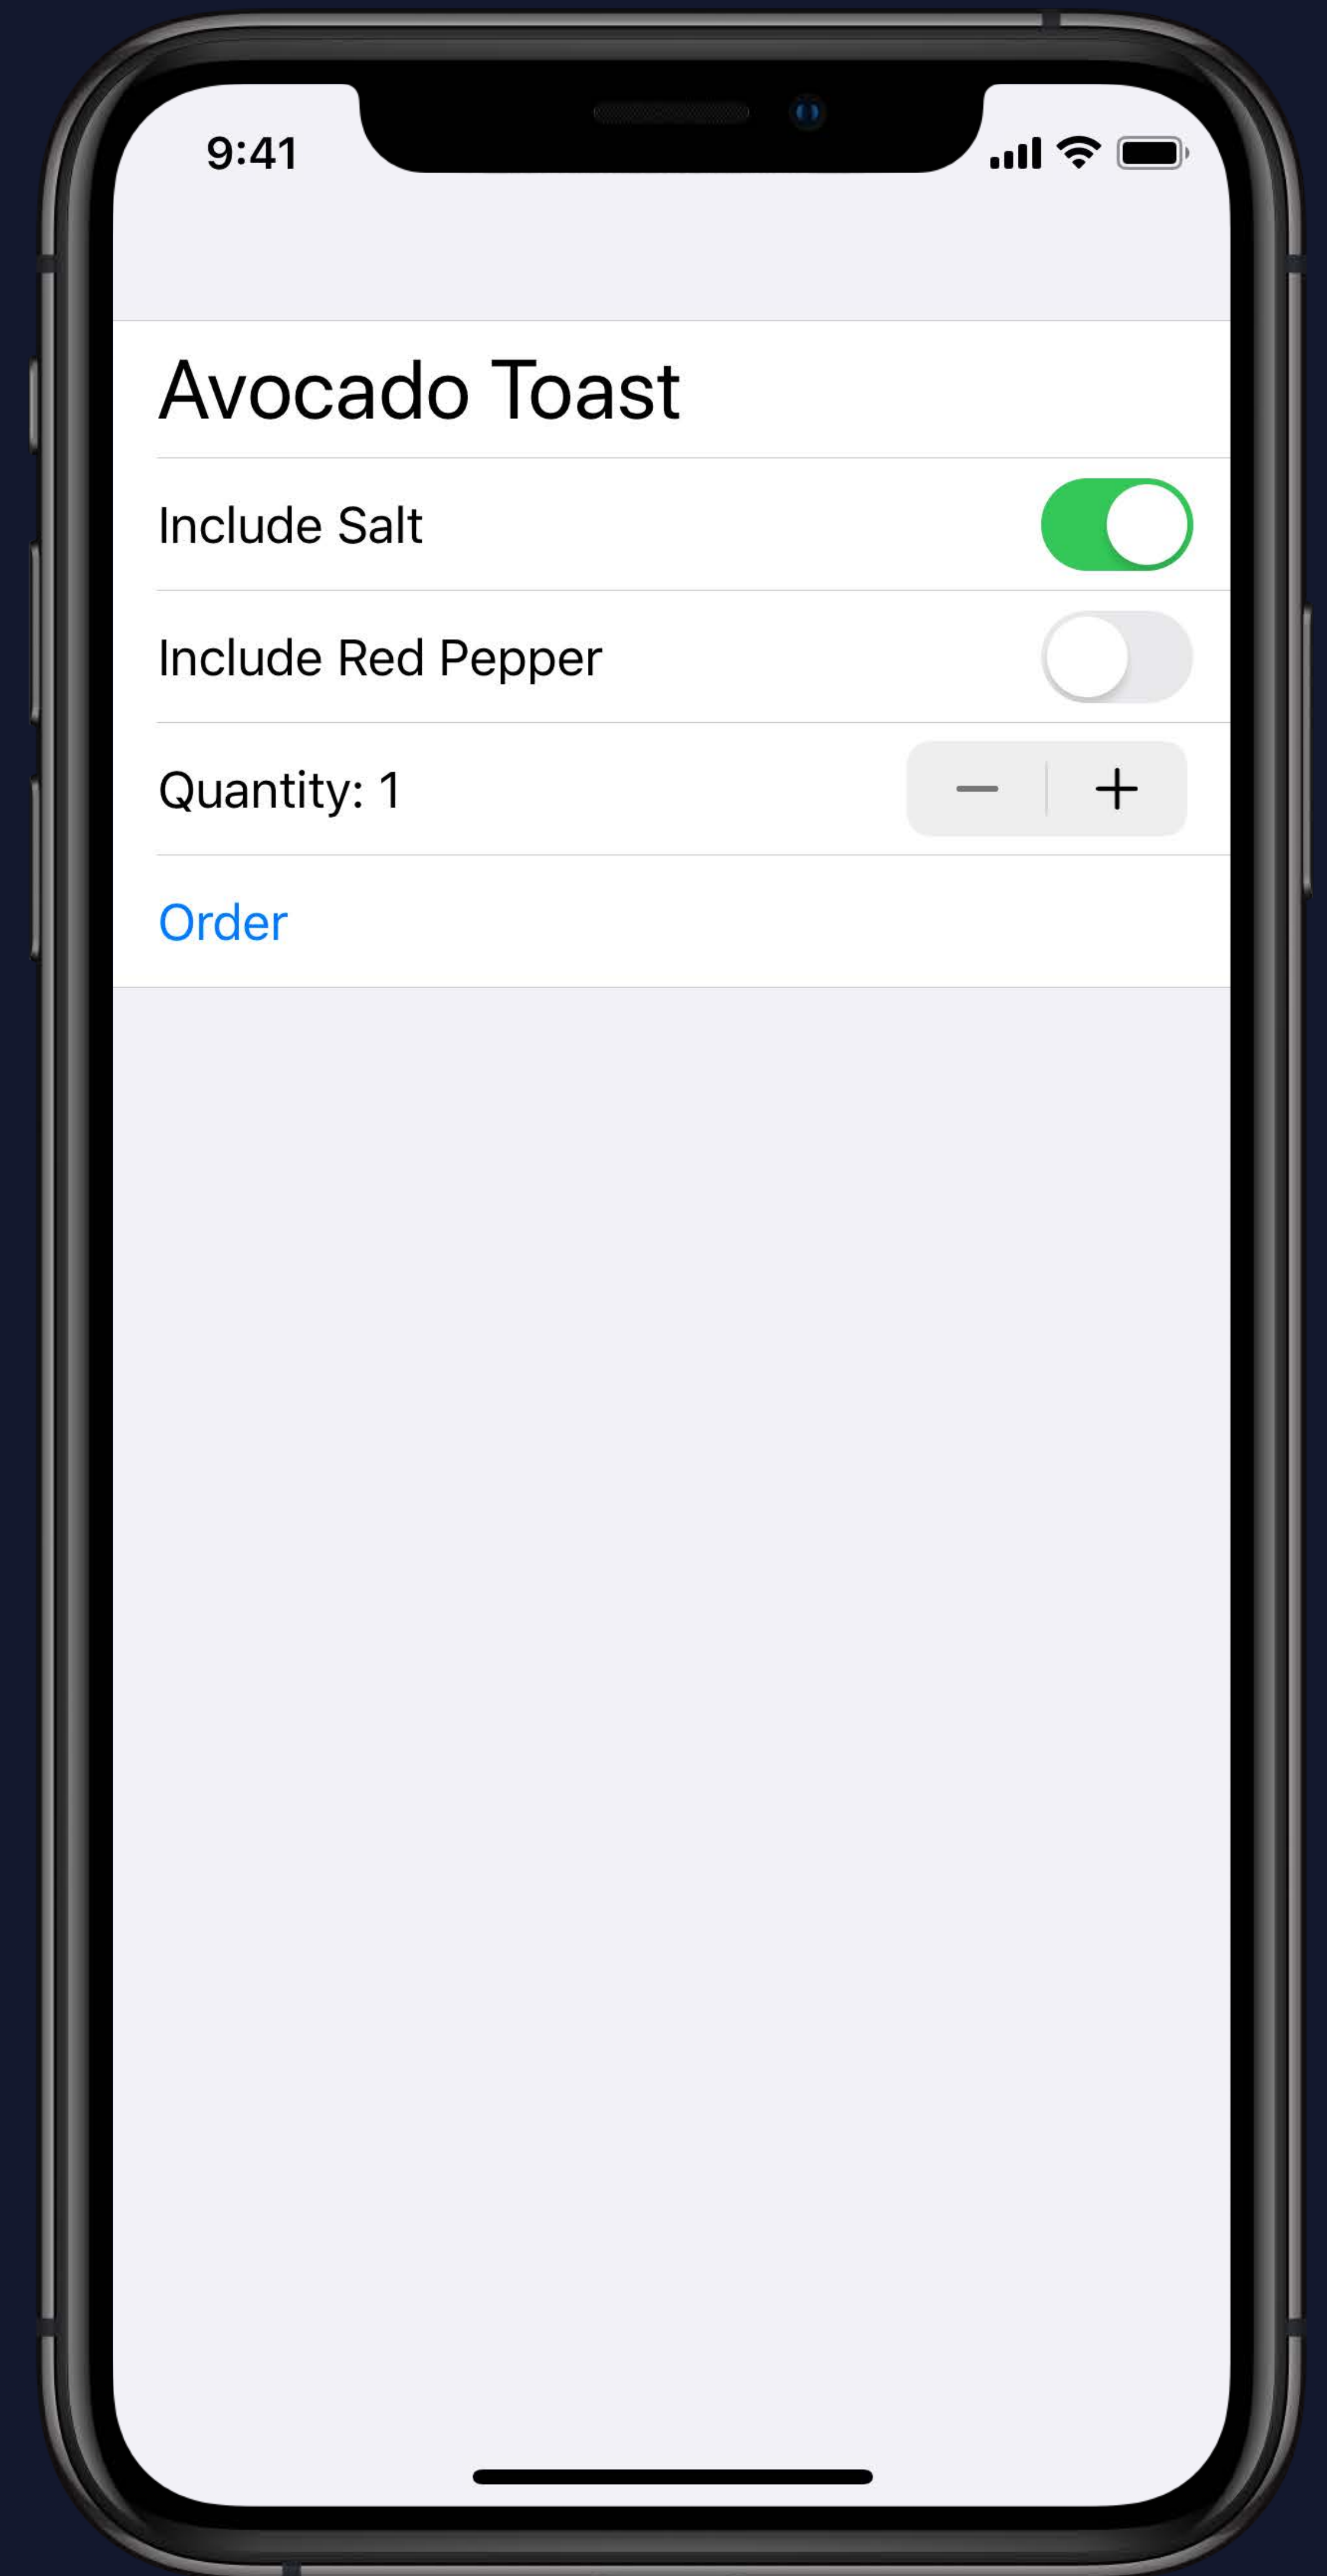 9:41
Avocado Toast
Include Salt
Include Red Pepper
Quantity: 1
Order